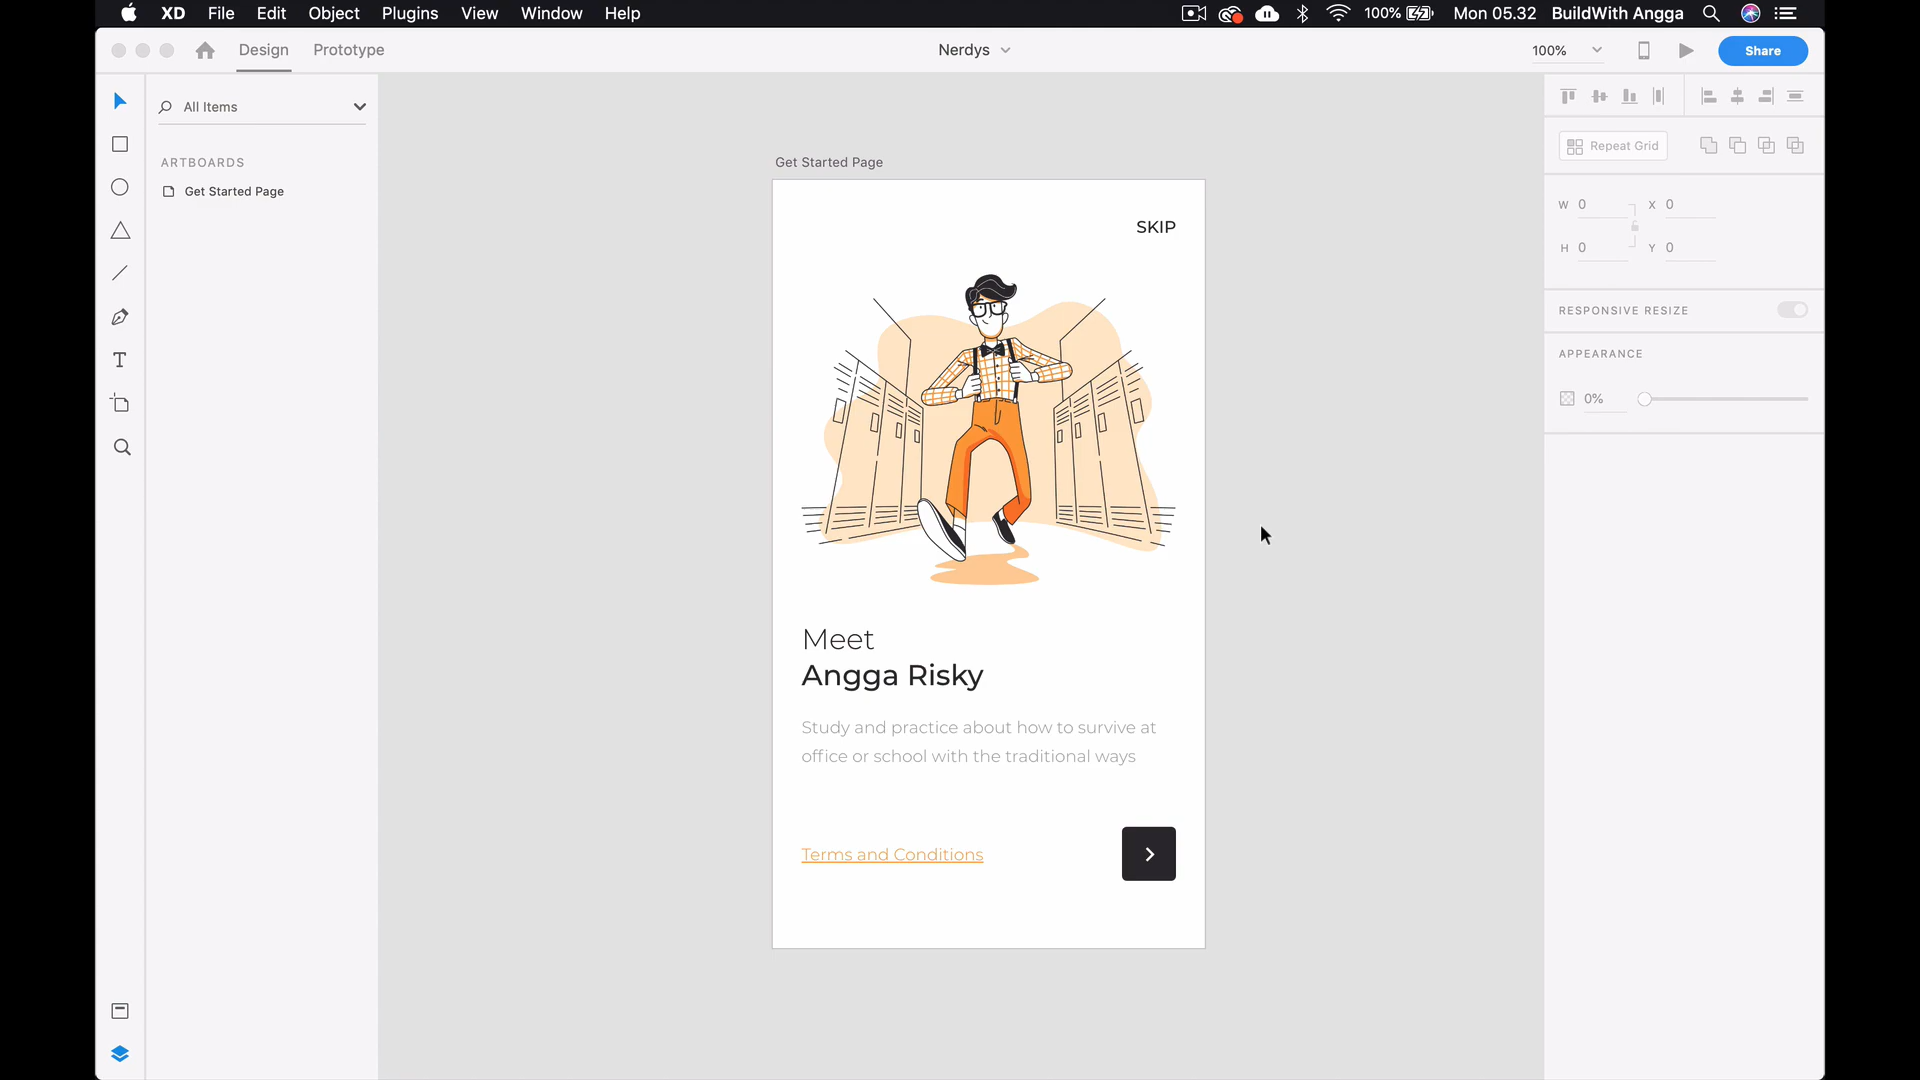 XD File Edit Object Plugins View Window Help 100% Mon 05.32 BuildWith Angga
Design Prototype Nerdys 100% Share
All Items
ARTBOARDS
Get Started Page
Get Started Page
SKIP
Meet
Angga Risky
Study and practice about how to survive at
office or school with the traditional ways
Terms and Conditions
Repeat Grid
W 0 X 0
H 0 Y 0
RESPONSIVE RESIZE
APPEARANCE
0%